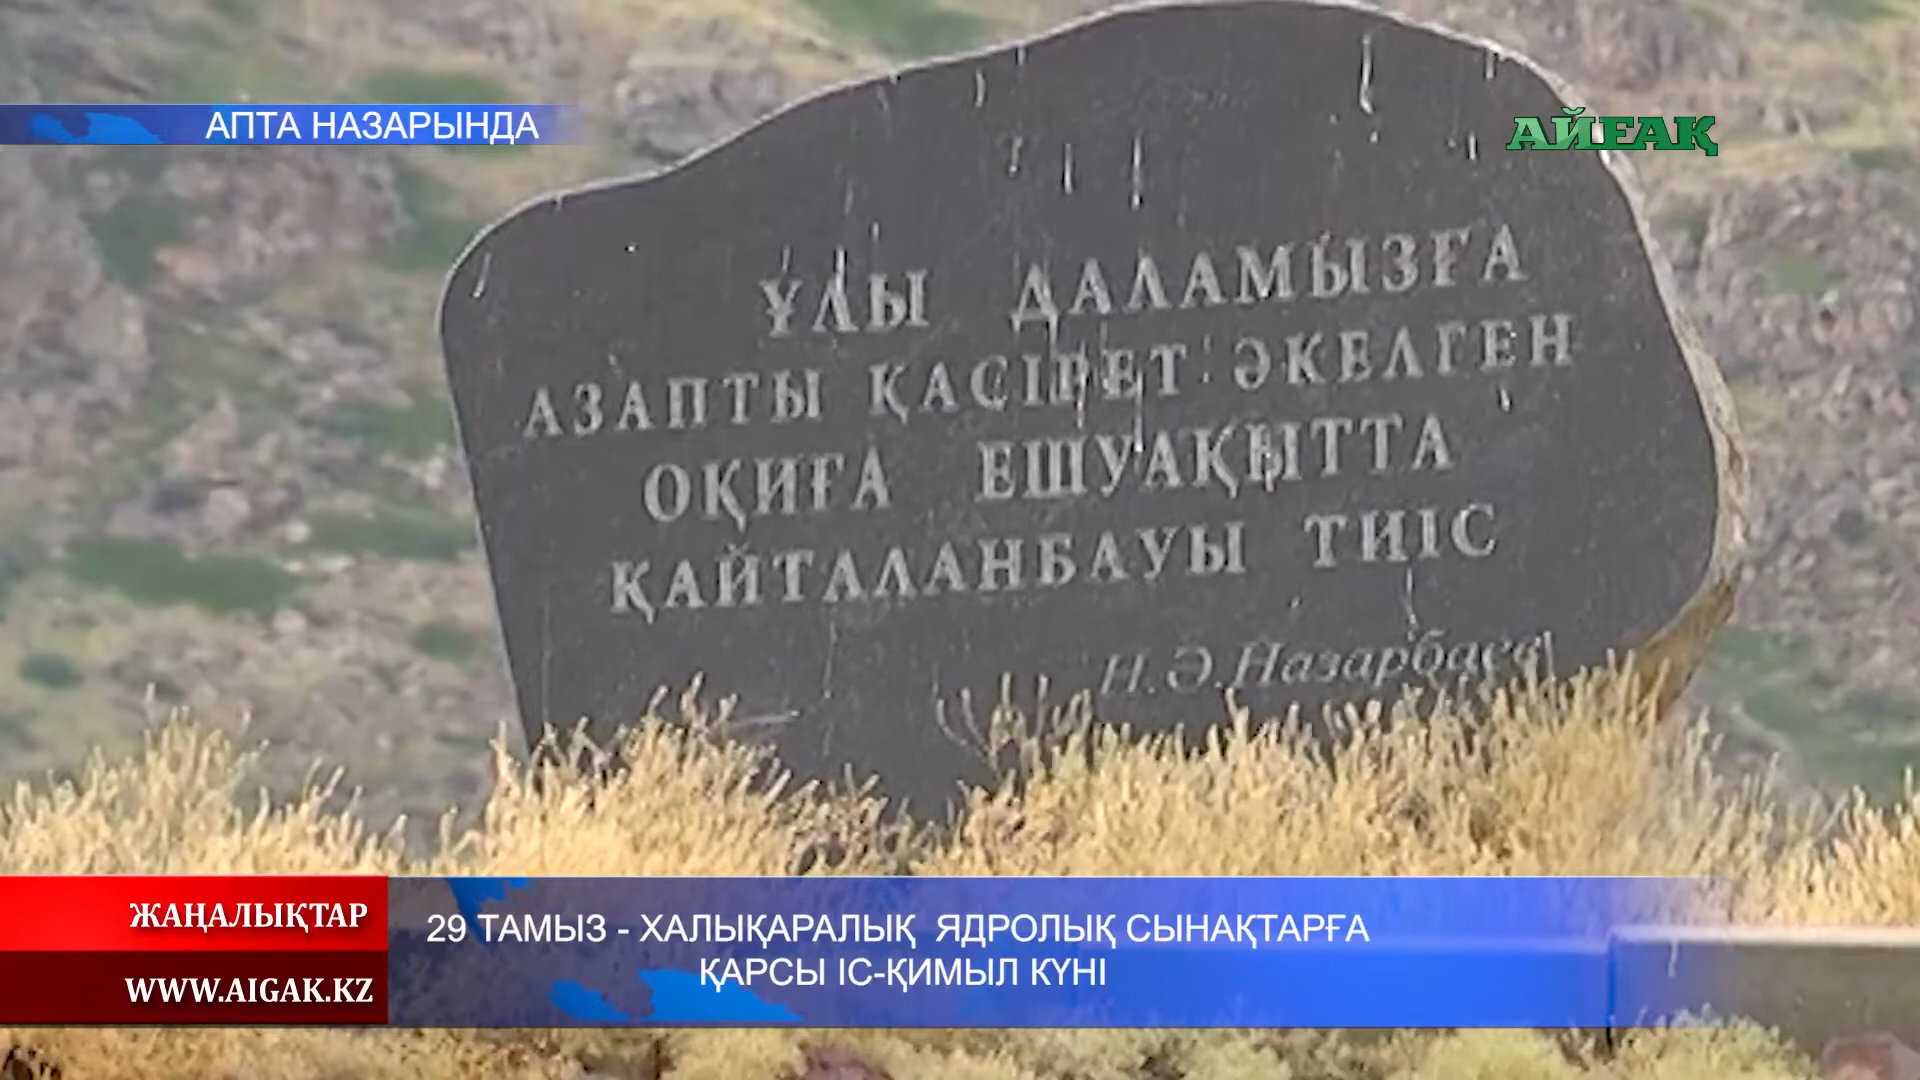 АПТА НАЗАРЫНДА
АЙҒАҚ
ҰЛЫ ДАЛАМЫЗҒА
АЗАПТЫ ҚАСІРЕТ ӘКЕЛГЕН
ОҚИҒА ЕШУАҚЫТТА
ҚАЙТАЛАНБАУЫ ТИІС
Н.Ә.Назарбаев
ЖАҢАЛЫҚТАР
WWW.AIGAK.KZ
29 ТАМЫЗ - ХАЛЫҚАРАЛЫҚ ЯДРОЛЫҚ СЫНАҚТАРҒА
ҚАРСЫ ІС-ҚИМЫЛ КҮНІ